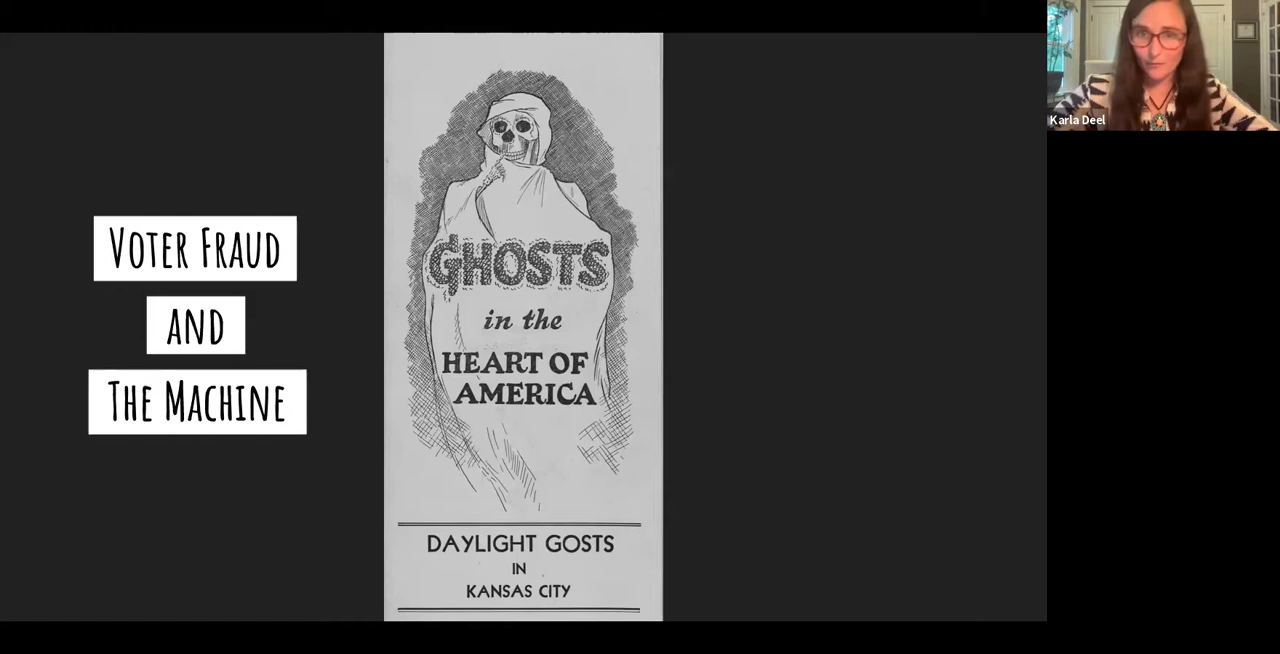 VOTER FRAUD
AND
THE MACHINE
GHOSTS
in the
HEART OF
AMERICA
DAYLIGHT GOSTS
IN
KANSAS CITY
Karla Deel